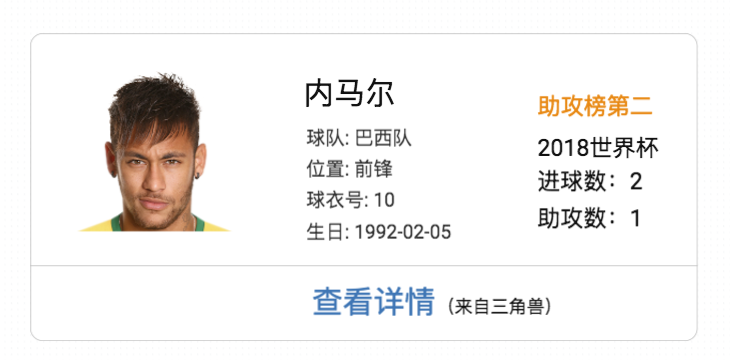 内马尔
球队: 巴西队
位置: 前锋
球衣号: 10
生日: 1992-02-05
助攻榜第二
2018世界杯
进球数：2
助攻数：1
查看详情（来自三角兽）